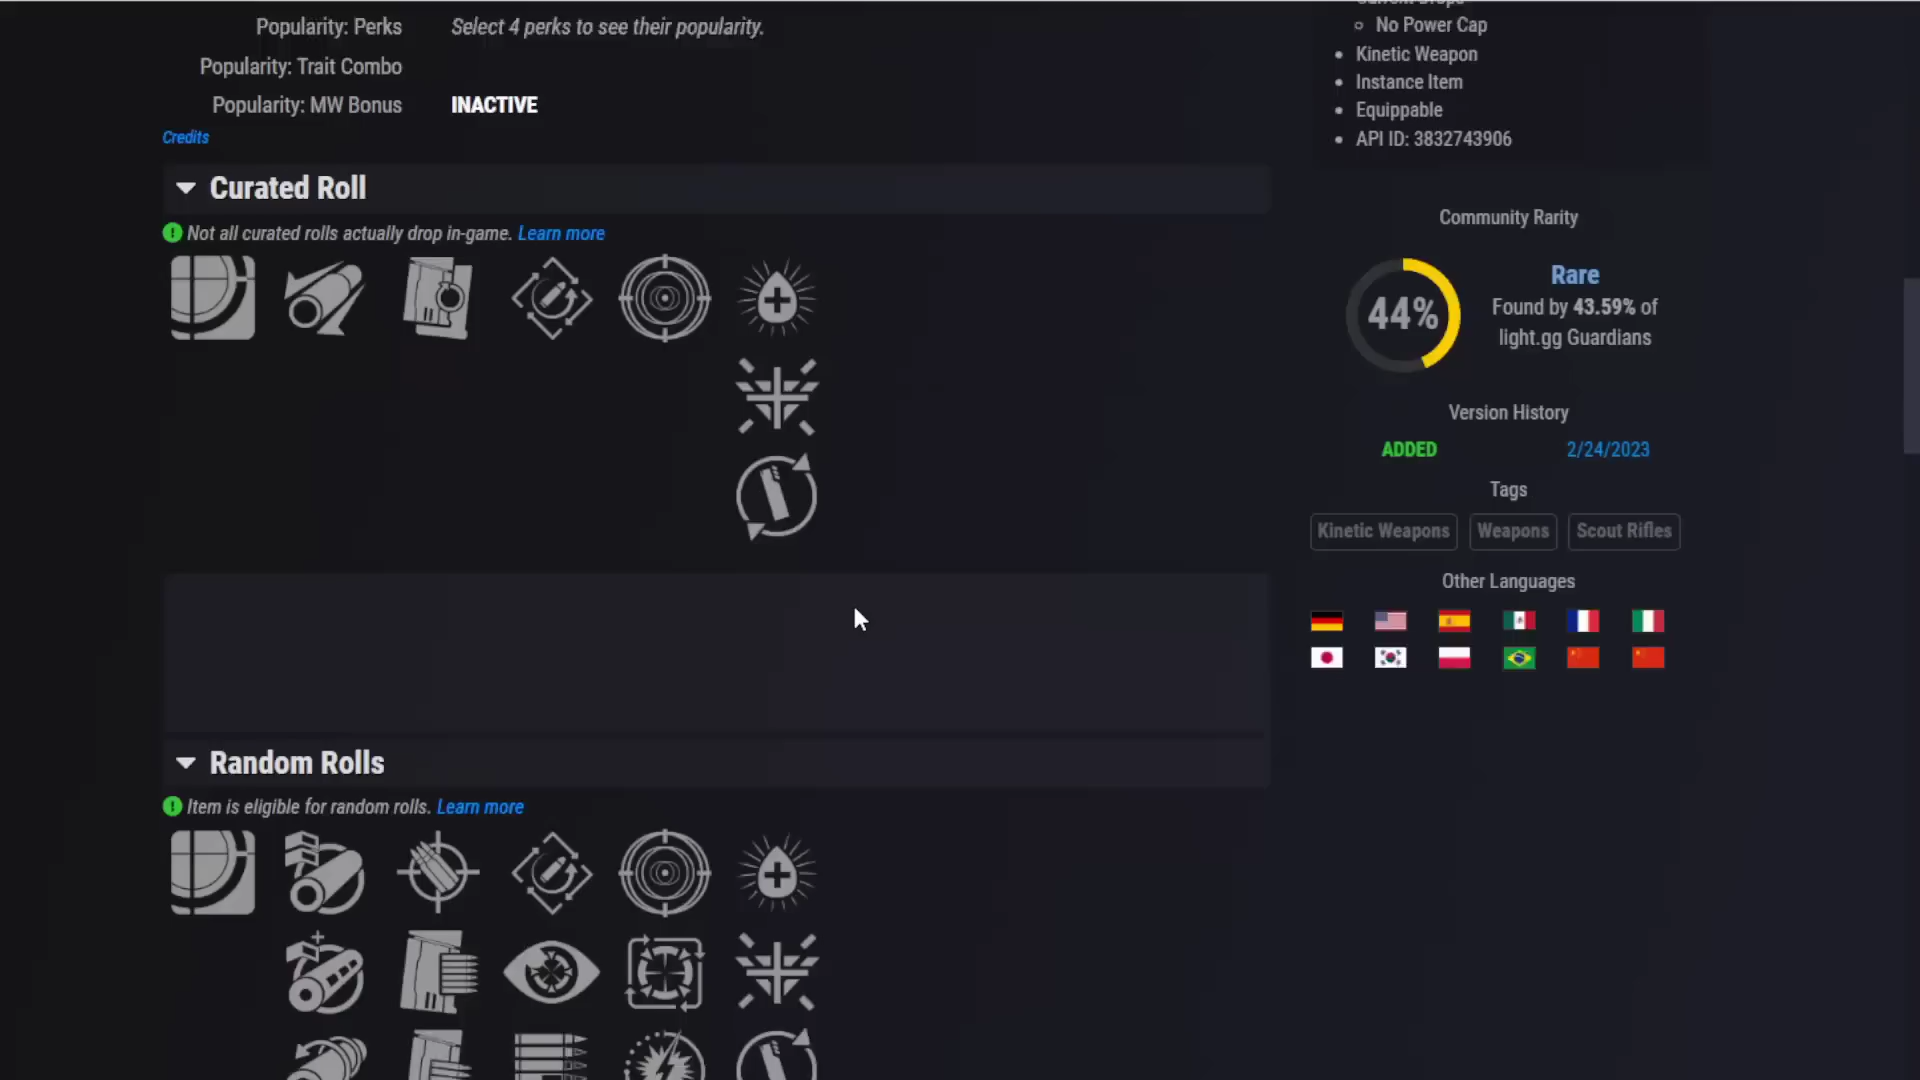 Popularity: Perks
Select 4 perks to see their popularity.
Popularity: Trait Combo
Popularity: MW Bonus
INACTIVE
Credits
Curated Roll
Not all curated rolls actually drop in-game. Learn more
Random Rolls
Item is eligible for random rolls. Learn more
No Power Cap
Kinetic Weapon
Instance Item
Equippable
API ID: 3832743906
Community Rarity
44%
Rare
Found by 43.59% of
light.gg Guardians
Version History
ADDED
2/24/2023
Tags
Kinetic Weapons
Weapons
Scout Rifles
Other Languages